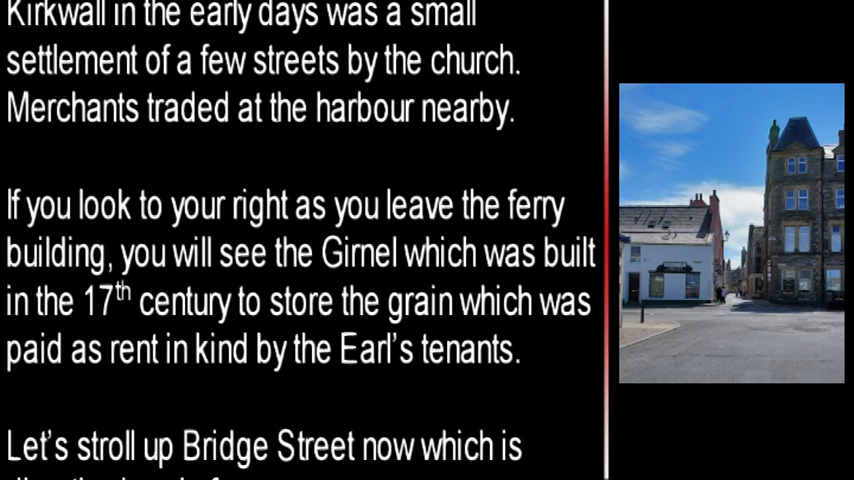 Kirkwall in the early days was a small
settlement of a few streets by the church.
Merchants traded at the harbour nearby.
If you look to your right as you leave the ferry
building, you will see the Girnel which was built
in the 17th century to store the grain which was
paid as rent in kind by the Earl’s tenants.
Let’s stroll up Bridge Street now which is